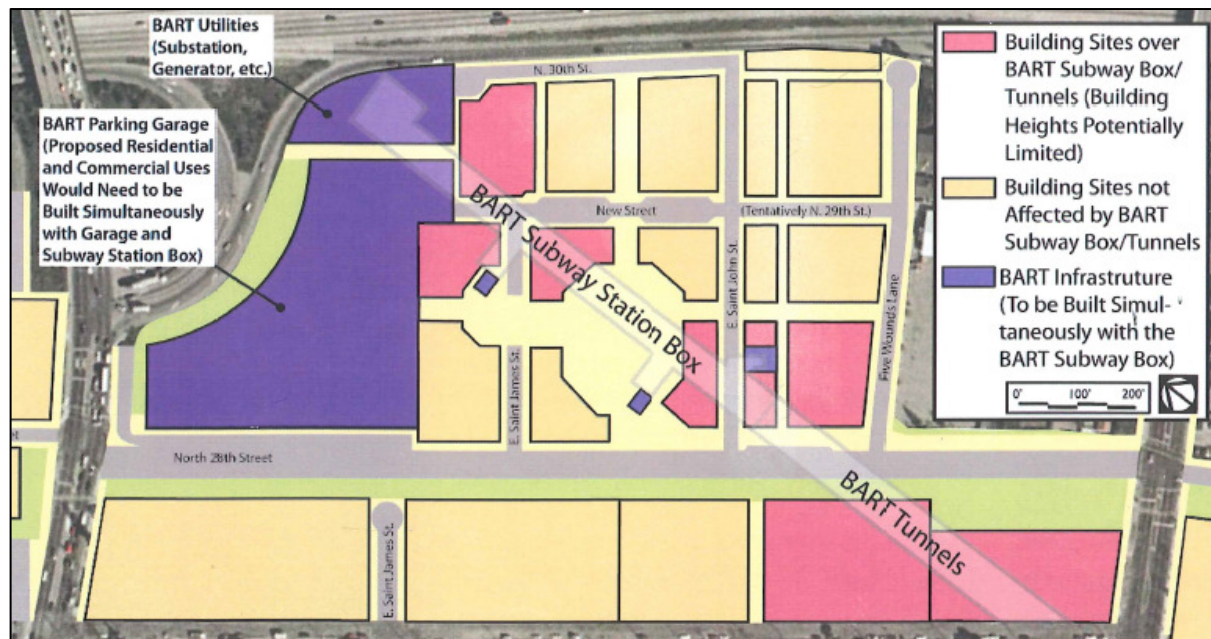 BART Utilities
(Substation,
Generator, etc.)
BART Parking Garage
(Proposed Residential
and Commercial Uses
Would Need to be
Built Simultaneously
with Garage and
Subway Station Box)
N. 30th St.
New Street
(Tentatively N. 29th St.)
BART Subway Station Box
E. Saint John St.
Five Wounds Lane
E. Saint James St.
North 28th Street
E. Saint James St.
BART Tunnels
Building Sites over
BART Subway Box/
Tunnels (Building
Heights Potentially
Limited)
Building Sites not
Affected by BART
Subway Box/Tunnels
BART Infrastruture
(To be Built Simul-
taneously with the
BART Subway Box)
0' 100' 200'